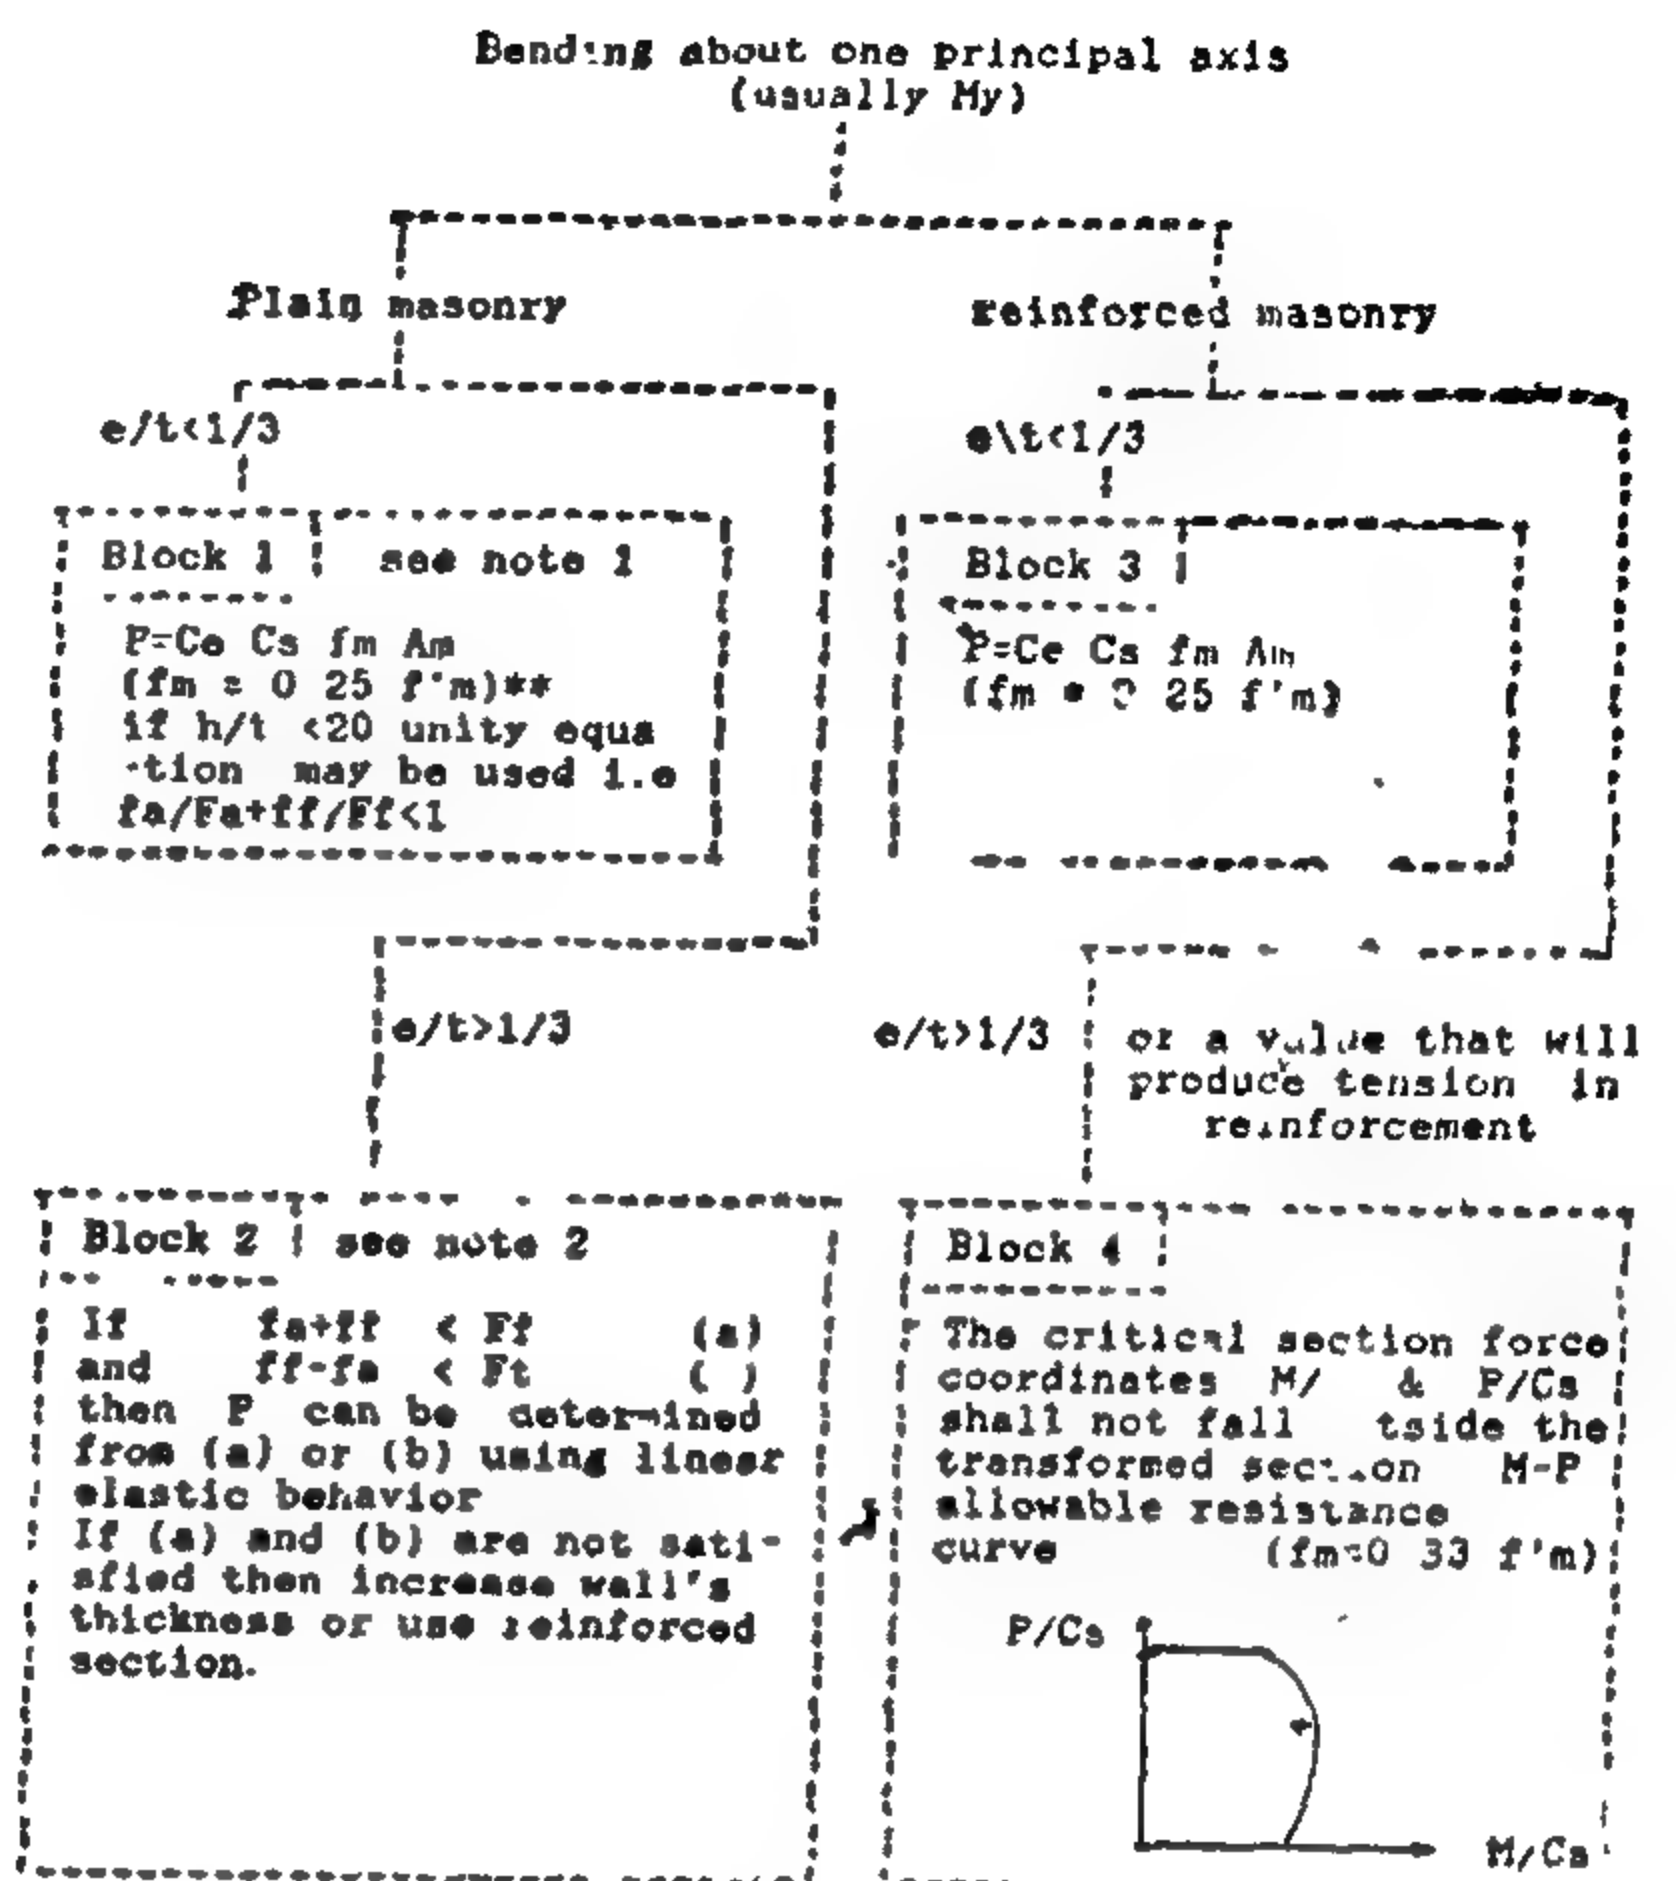 Bending about one principal axis
(usually My)
Plain masonry
reinforced masonry
e/t<1/3
e\t<1/3
Block 1 see note 1
P=Ce Cs fm Am
(fm = 0 25 f'm)**
if h/t <20 unity equa
-tion may be used i.e
fa/Fa+ff/Ff<1
Block 3
P=Ce Cs fm Am
(fm = 0 25 f'm)
e/t>1/3
e/t>1/3 or a value that will
produce tension in
reinforcement
Block 2 see note 2
If fa+ff < Ff (a)
and ff-fa < Ft ( )
then P can be determined
from (a) or (b) using linear
elastic behavior
If (a) and (b) are not sati-
sfied then increase wall's
thickness or use reinforced
section.
Block 4
The critical section force
coordinates M/ & P/Cs
shall not fall tside the
transformed section M-P
allowable resistance
curve (fm=0 33 f'm)
P/Cs
M/Cs